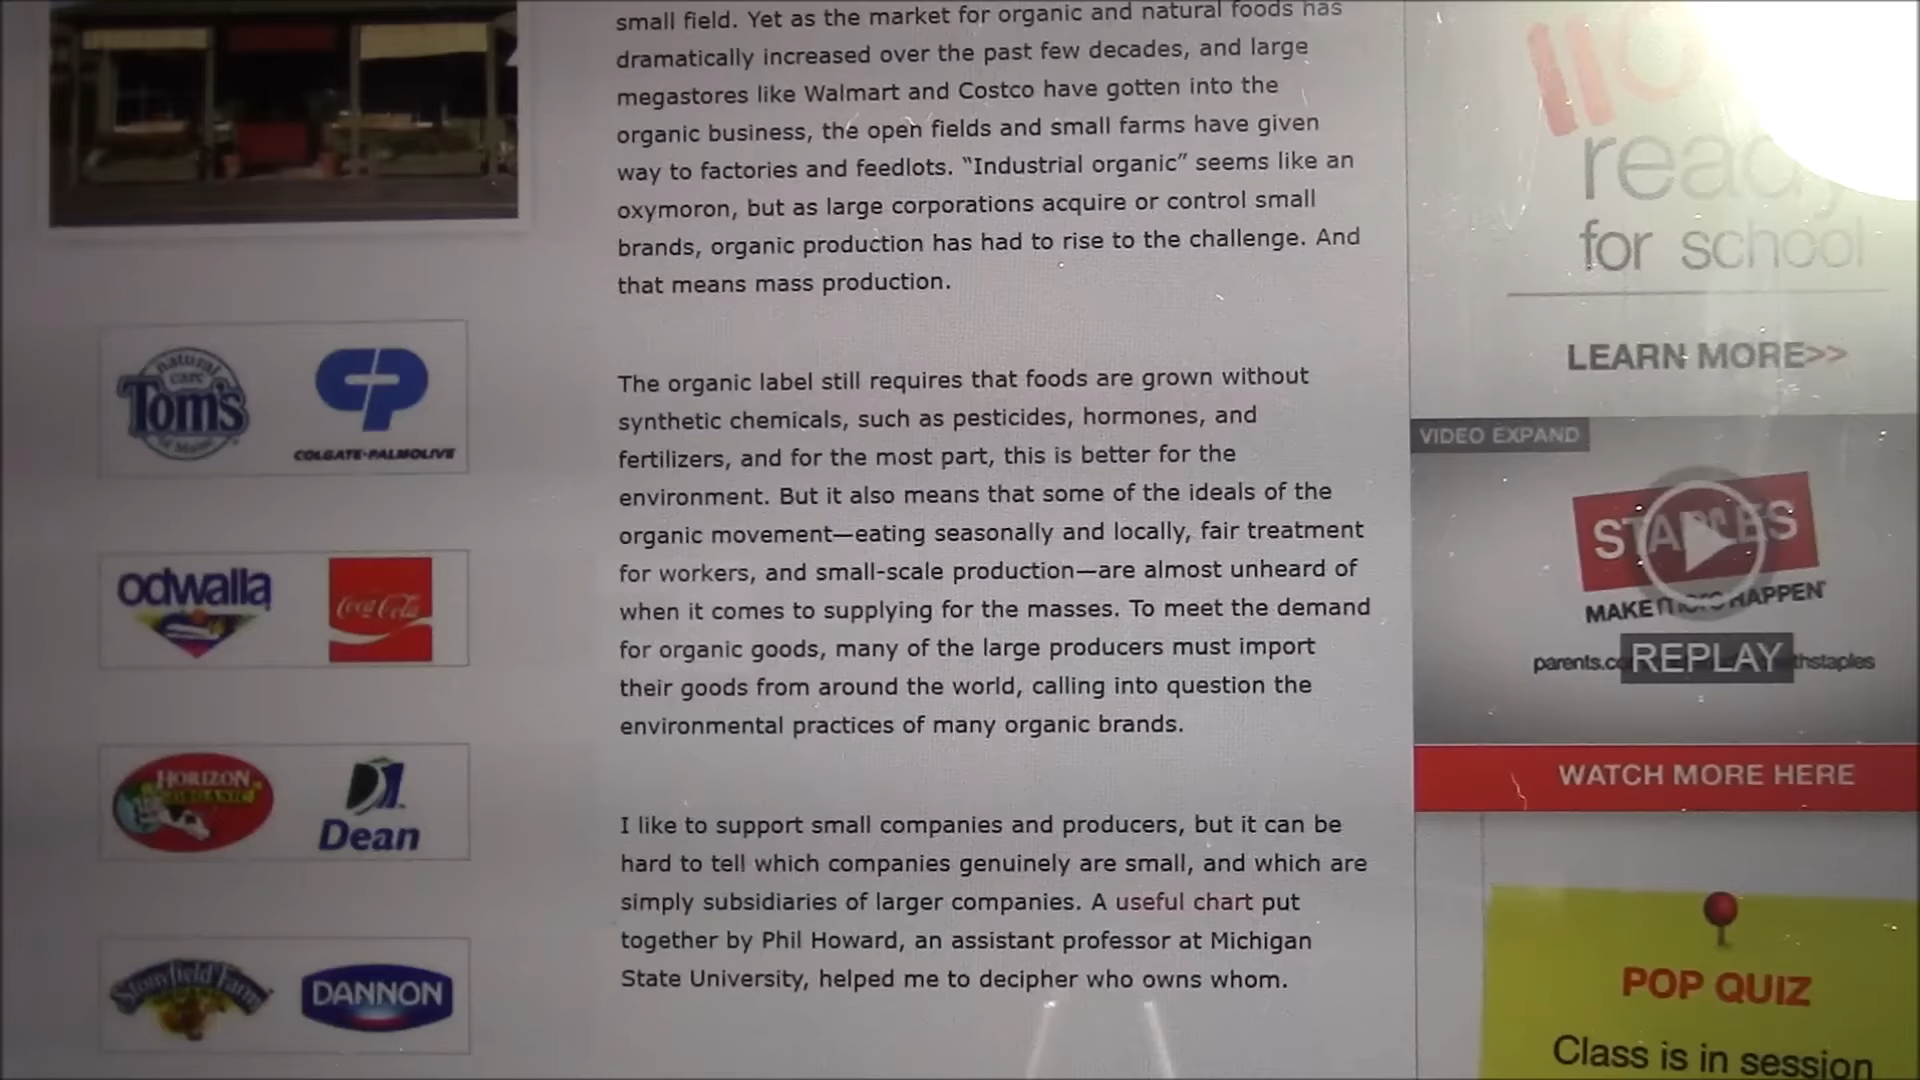 small field. Yet as the market for organic and natural foods has
dramatically increased over the past few decades, and large
megastores like Walmart and Costco have gotten into the
organic business, the open fields and small farms have given
way to factories and feedlots. “Industrial organic” seems like an
oxymoron, but as large corporations acquire or control small
brands, organic production has had to rise to the challenge. And
that means mass production.
The organic label still requires that foods are grown without
synthetic chemicals, such as pesticides, hormones, and
fertilizers, and for the most part, this is better for the
environment. But it also means that some of the ideals of the
organic movement—eating seasonally and locally, fair treatment
for workers, and small-scale production—are almost unheard of
when it comes to supplying for the masses. To meet the demand
for organic goods, many of the large producers must import
their goods from around the world, calling into question the
environmental practices of many organic brands.
I like to support small companies and producers, but it can be
hard to tell which companies genuinely are small, and which are
simply subsidiaries of larger companies. A useful chart put
together by Phil Howard, an assistant professor at Michigan
State University, helped me to decipher who owns whom.
natural
care
Tom's
of Maine
COLGATE-PALMOLIVE
odwalla
Coca-Cola
HORIZON
ORGANIC
Dean
Stonyfield Farm
DANNON
ready
for school
LEARN MORE>>
VIDEO EXPAND
STAPLES
MAKE more HAPPEN
REPLAY
WATCH MORE HERE
POP QUIZ
Class is in session